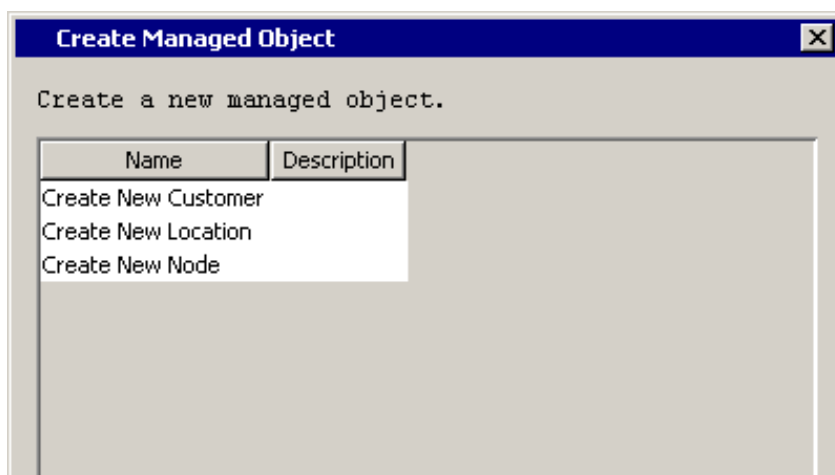 Create Managed Object
Create a new managed object.
Name Description
Create New Customer
Create New Location
Create New Node